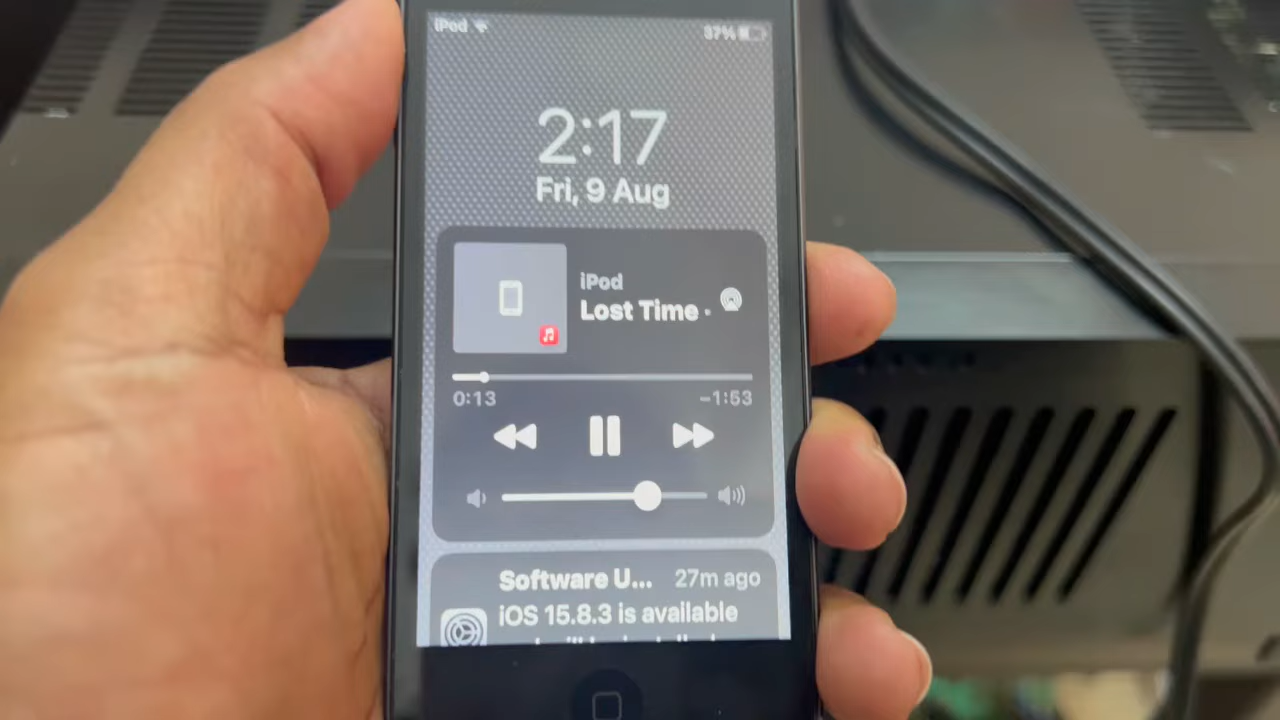 iPod
37%
2:17
Fri, 9 Aug
iPod
Lost Time ·
0:13
−1:53
Software U... 27m ago
iOS 15.8.3 is available